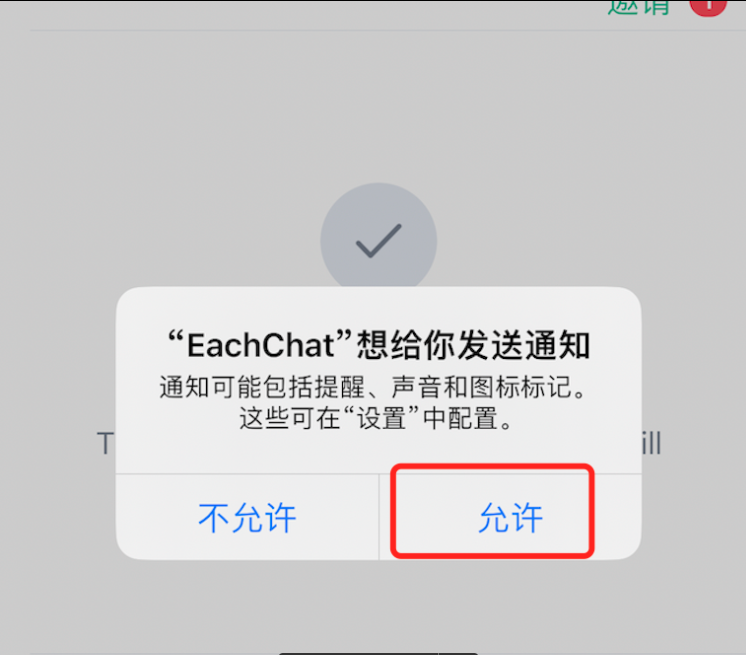 邀请 1
“EachChat”想给你发送通知
通知可能包括提醒、声音和图标标记。
这些可在“设置”中配置。
T ill
不允许 允许